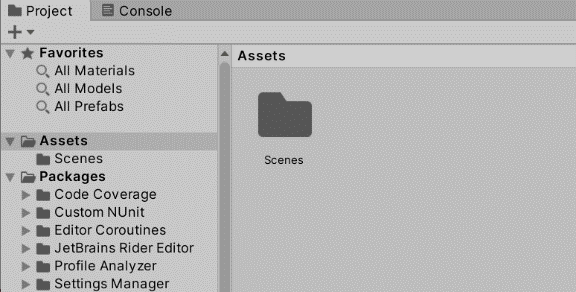 Project
Console
Favorites
All Materials
All Models
All Prefabs
Assets
Scenes
Packages
Code Coverage
Custom NUnit
Editor Coroutines
JetBrains Rider Editor
Profile Analyzer
Settings Manager
Assets
Scenes